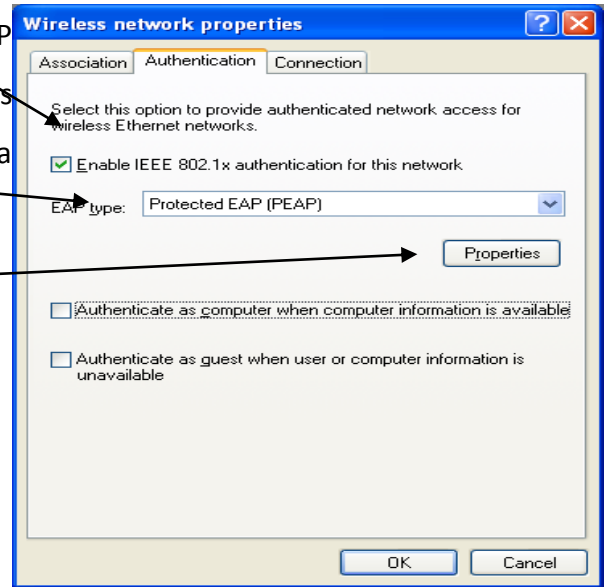 Wireless network properties
P
Association Authentication Connection
s
Select this option to provide authenticated network access for
wireless Ethernet networks.
a
Enable IEEE 802.1x authentication for this network
EAP type: Protected EAP (PEAP)
Properties
Authenticate as computer when computer information is available
Authenticate as guest when user or computer information is
unavailable
OK Cancel